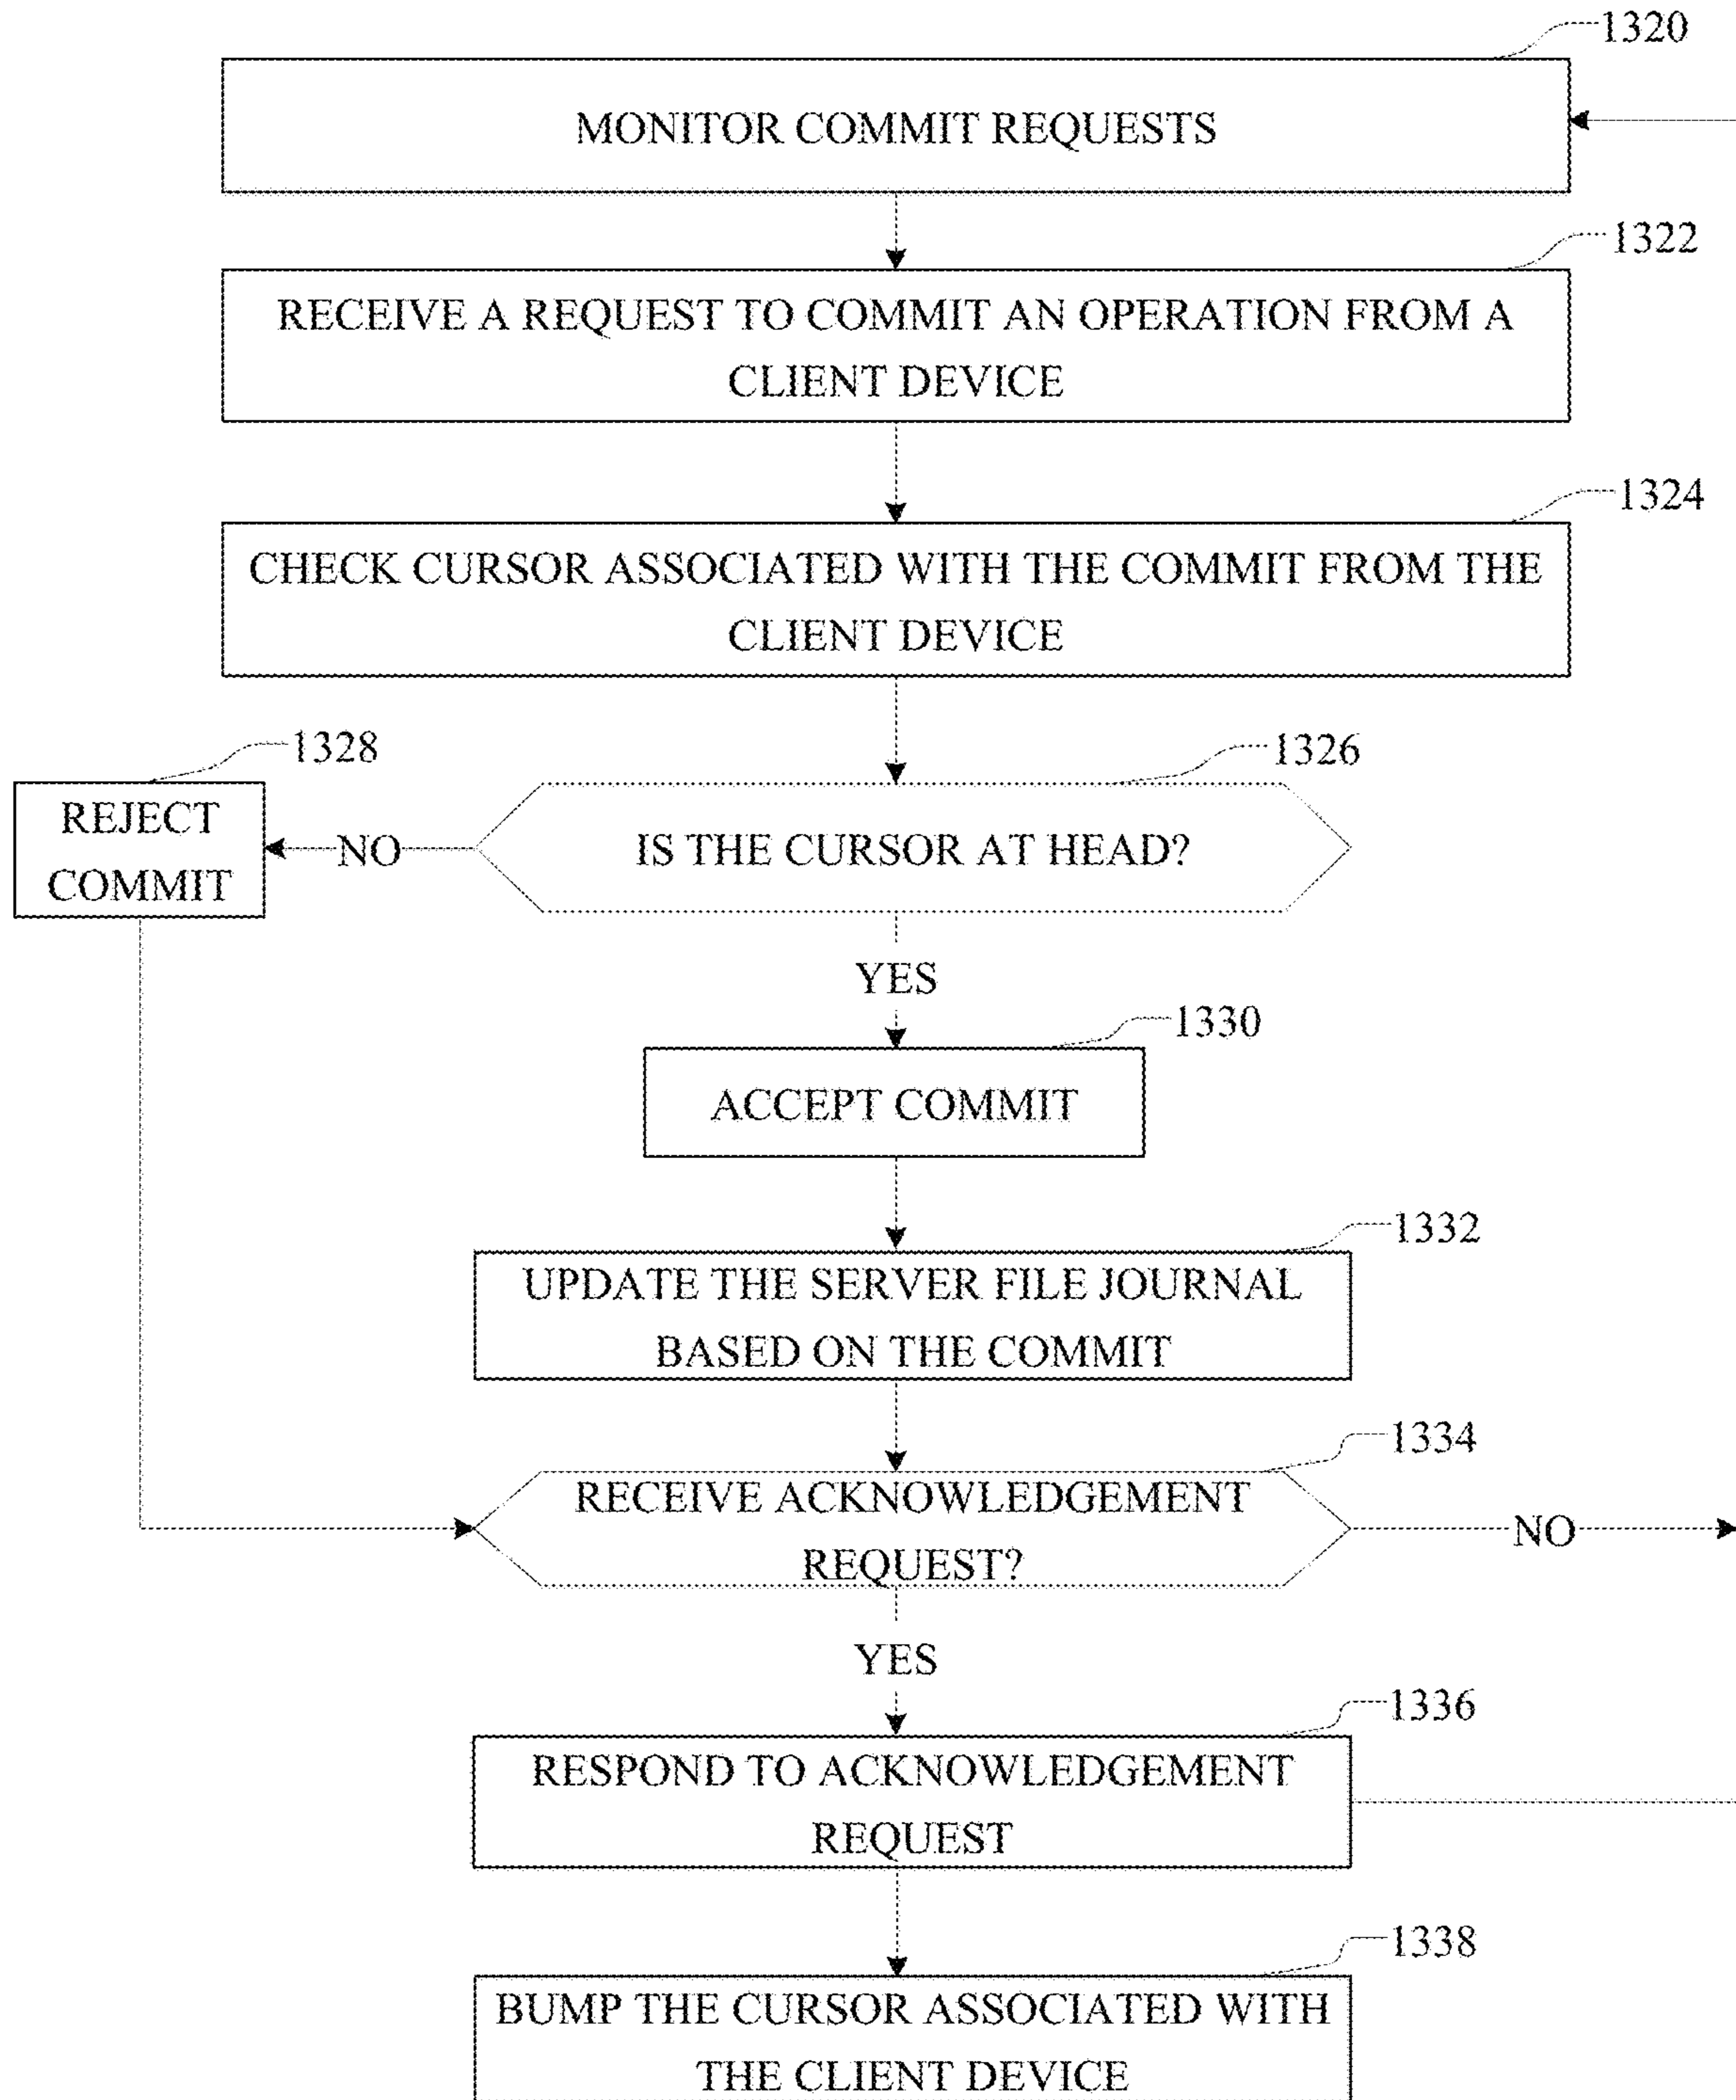 1320
MONITOR COMMIT REQUESTS
1322
RECEIVE A REQUEST TO COMMIT AN OPERATION FROM A
CLIENT DEVICE
1324
CHECK CURSOR ASSOCIATED WITH THE COMMIT FROM THE
CLIENT DEVICE
1328
1326
REJECT
COMMIT
NO
IS THE CURSOR AT HEAD?
YES
1330
ACCEPT COMMIT
1332
UPDATE THE SERVER FILE JOURNAL
BASED ON THE COMMIT
1334
RECEIVE ACKNOWLEDGEMENT
REQUEST?
NO
YES
1336
RESPOND TO ACKNOWLEDGEMENT
REQUEST
1338
BUMP THE CURSOR ASSOCIATED WITH
THE CLIENT DEVICE